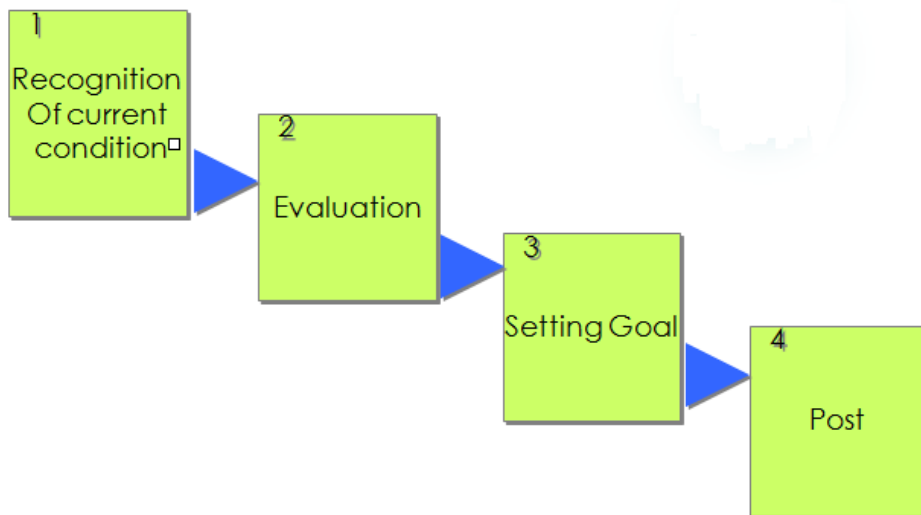 1
Recognition
Of current
condition
2
Evaluation
3
Setting Goal
4
Post